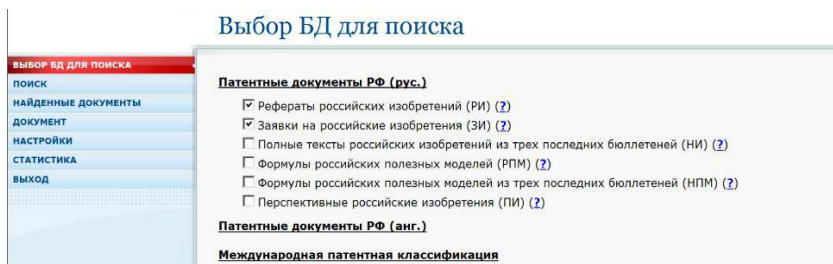 Выбор БД для поиска
ВЫБОР БД ДЛЯ ПОИСКА
ПОИСК
НАЙДЕННЫЕ ДОКУМЕНТЫ
ДОКУМЕНТ
НАСТРОЙКИ
СТАТИСТИКА
ВЫХОД
Патентные документы РФ (рус.)
Рефераты российских изобретений (РИ) (?)
Заявки на российские изобретения (ЗИ) (?)
Полные тексты российских изобретений из трех последних бюллетеней (НИ) (?)
Формулы российских полезных моделей (РПМ) (?)
Формулы российских полезных моделей из трех последних бюллетеней (НПМ) (?)
Перспективные российские изобретения (ПИ) (?)
Патентные документы РФ (анг.)
Международная патентная классификация